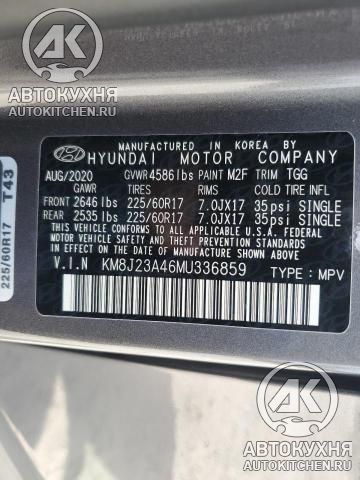 АК
АВТОКУХНЯ
AUTOKITCHEN.RU
MANUFACTURED IN KOREA BY
HYUNDAI MOTOR COMPANY
AUG/2020 GVWR4586lbs PAINT M2F TRIM TGG
GAWR TIRES RIMS COLD TIRE INFL
FRONT 2646lbs 225/60R17 7.0JX17 35psi SINGLE
REAR 2535lbs 225/60R17 7.0JX17 35psi SINGLE
THIS VEHICLE CONFORMS TO ALL APPLICABLE
FEDERAL MOTOR VEHICLE SAFETY, BUMPER, AND
THEFT PREVENTION STANDARDS IN EFFECT ON
THE DATE OF MANUFACTURE SHOWN ABOVE.
V.I.N KM8J23A46MU336859 TYPE: MPV
225/60R17 T43
АК
АВТОКУХНЯ
AUTOKITCHEN.RU